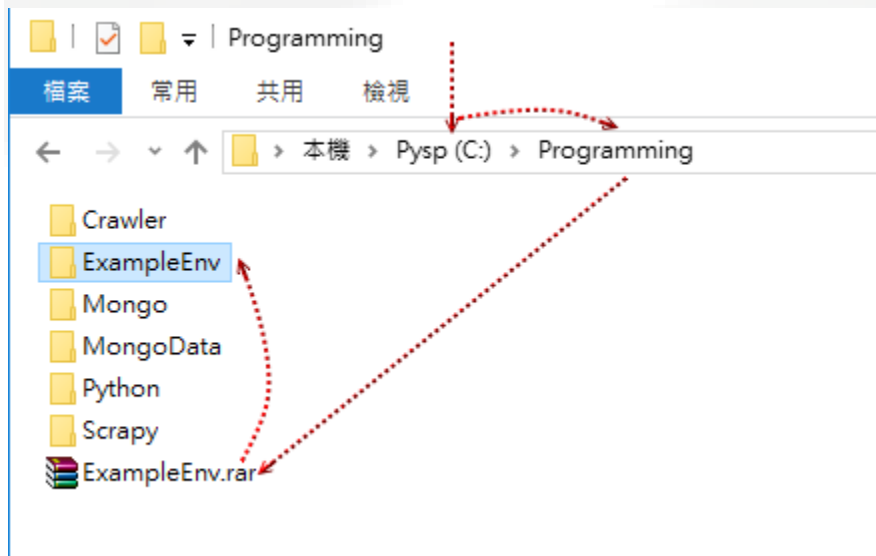 Programming
檔案 常用 共用 檢視
本機 Pysp (C:) Programming
Crawler
ExampleEnv
Mongo
MongoData
Python
Scrapy
ExampleEnv.rar